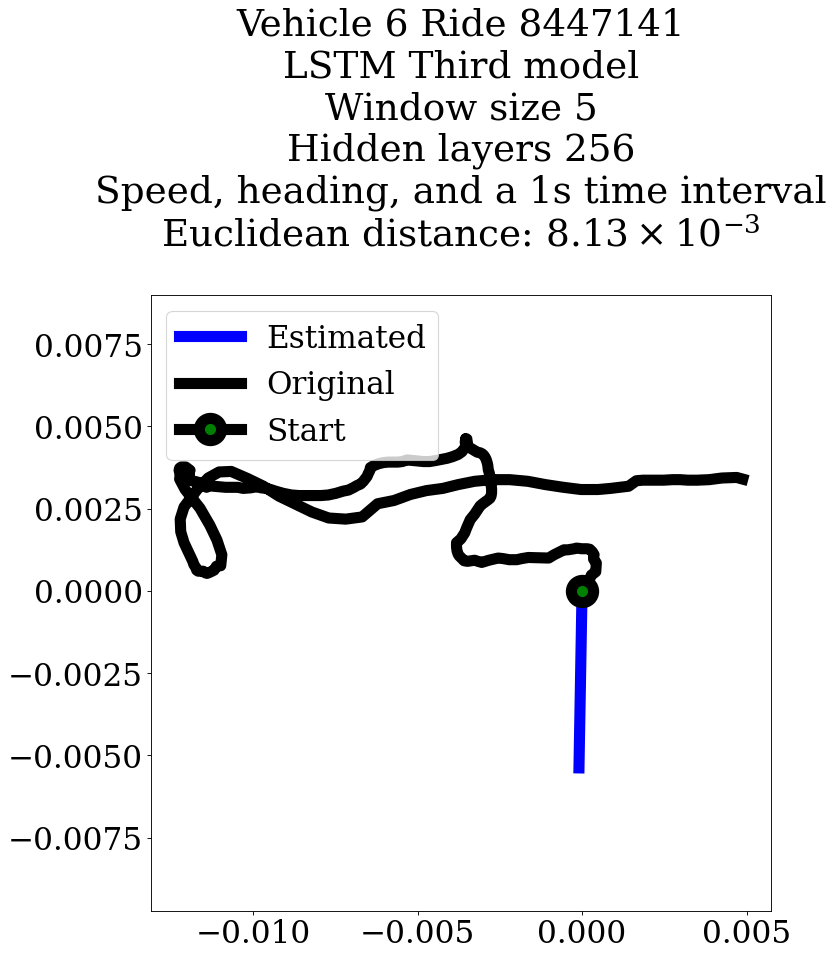 Vehicle 6 Ride 8447141
LSTM Third model
Window size 5
Hidden layers 256
Speed, heading, and a 1s time interval
Euclidean distance: 8.13 × 10⁻³
Estimated
Original
Start
0.0075
0.0050
0.0025
0.0000
−0.0025
−0.0050
−0.0075
−0.010
−0.005
0.000
0.005